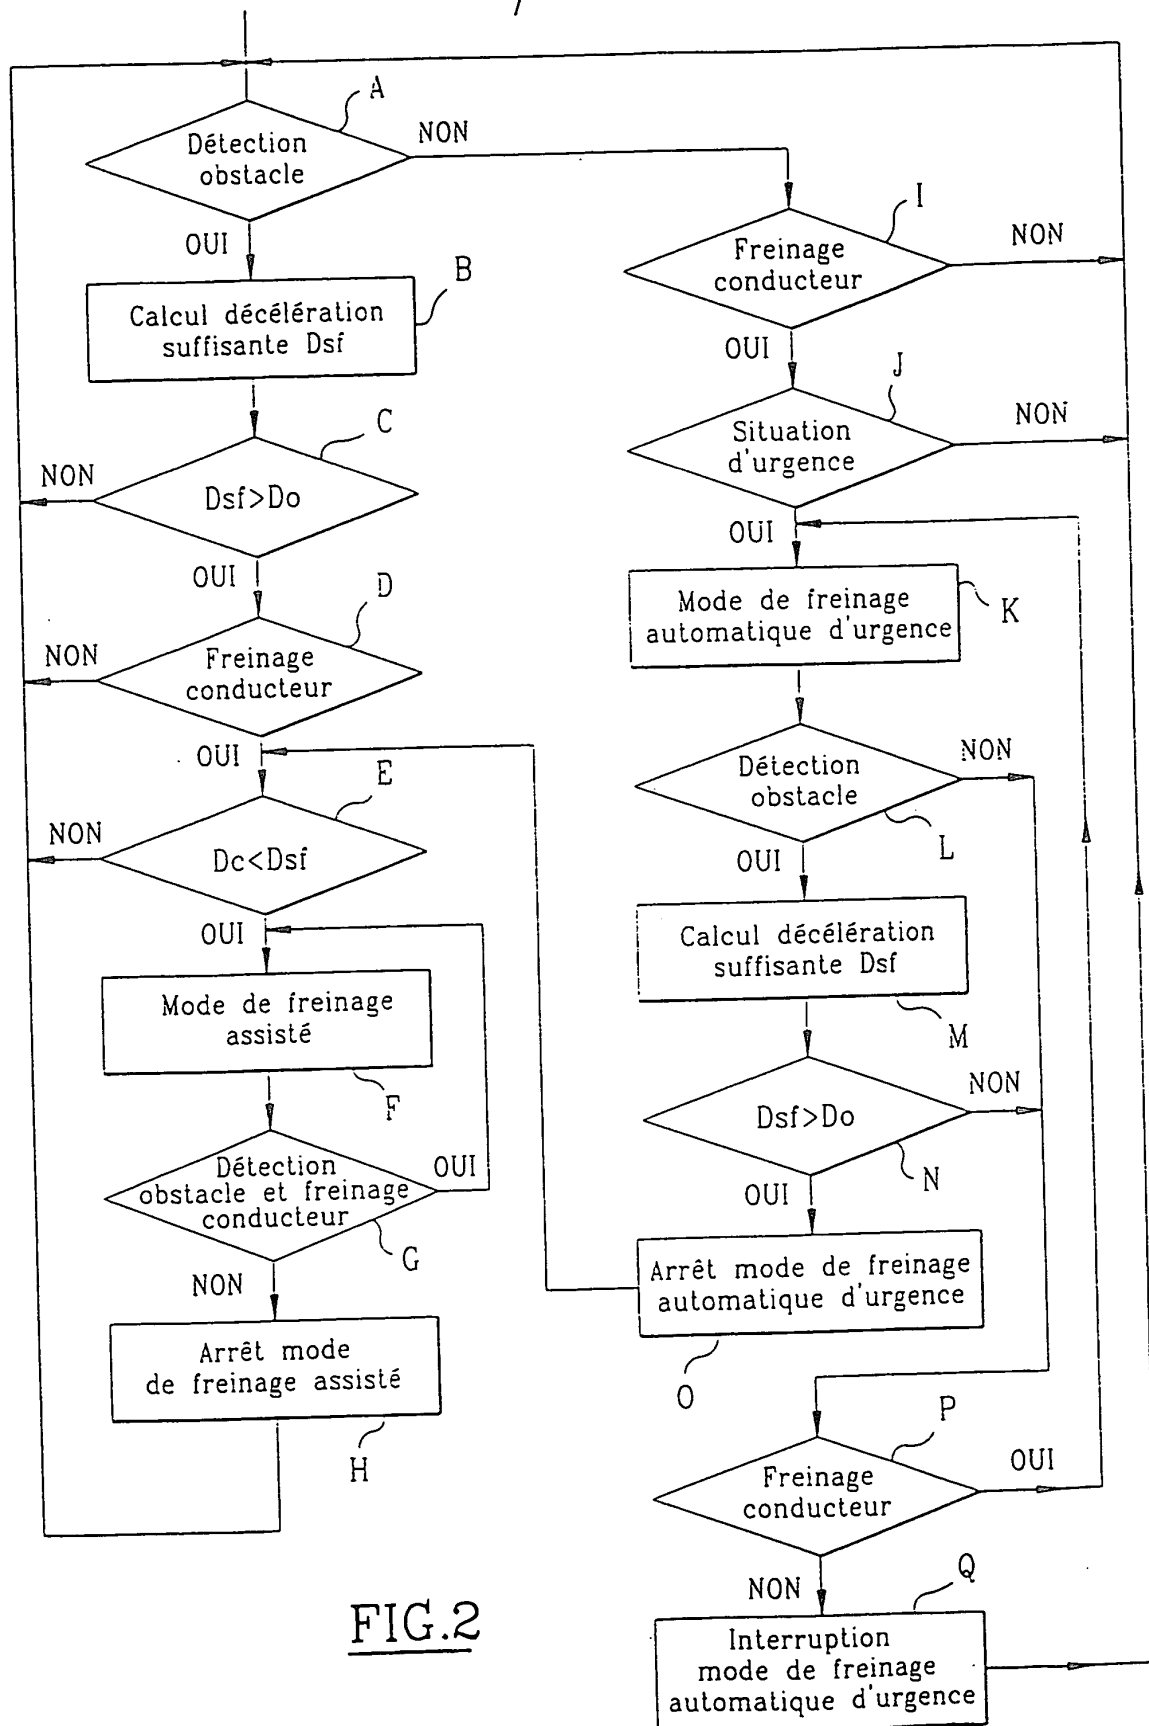 A
Détection
obstacle
NON
OUI
B
Calcul décélération
suffisante Dsf
C
Dsf>Do
NON
OUI
D
Freinage
conducteur
NON
OUI
E
Dc<Dsf
NON
OUI
Mode de freinage
assisté
F
Détection
obstacle et freinage
conducteur
OUI
G
NON
Arrêt mode
de freinage assisté
H
I
Freinage
conducteur
NON
OUI
J
Situation
d'urgence
NON
OUI
Mode de freinage
automatique d'urgence
K
Détection
obstacle
NON
L
OUI
Calcul décélération
suffisante Dsf
M
Dsf>Do
NON
N
OUI
Arrêt mode de freinage
automatique d'urgence
O
P
Freinage
conducteur
OUI
NON
Q
Interruption
mode de freinage
automatique d'urgence
FIG.2